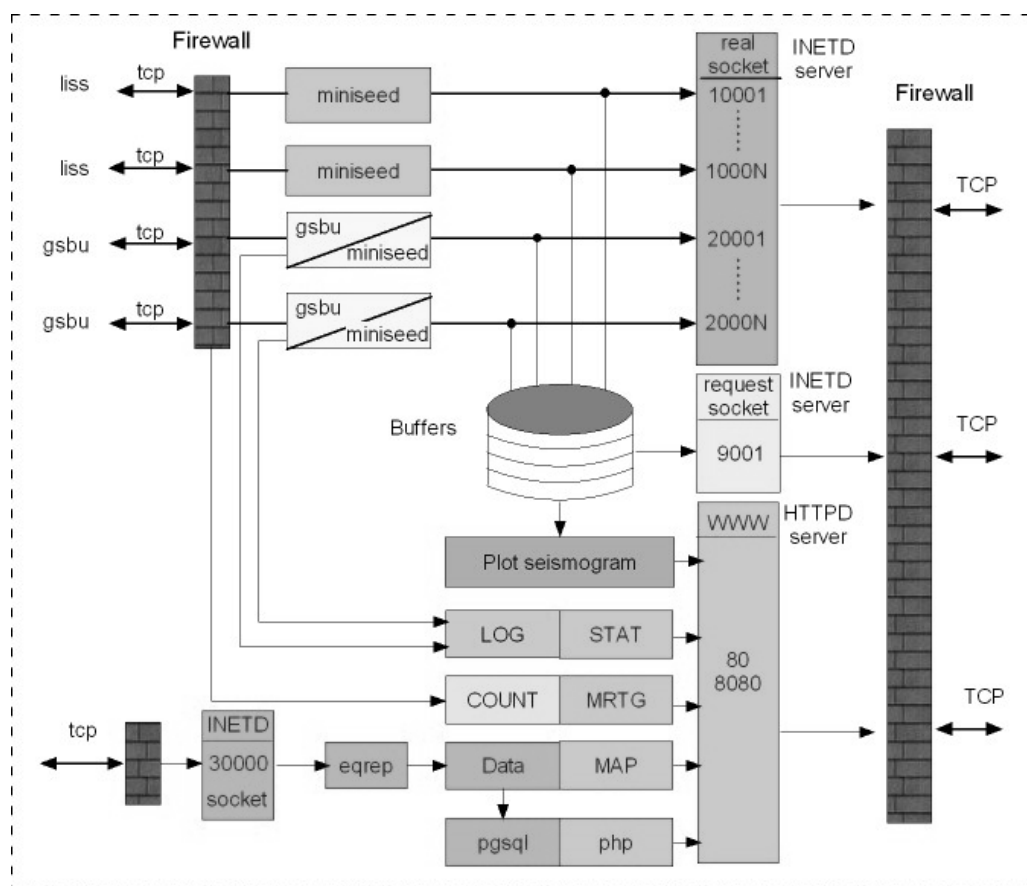 Firewall
real
socket
INETD
server
liss
tcp
miniseed
10001
Firewall
liss
tcp
miniseed
1000N
TCP
gsbu
tcp
gsbu
miniseed
20001
gsbu
tcp
gsbu
miniseed
2000N
request
socket
INETD
server
Buffers
9001
TCP
WWW
HTTPD
server
Plot seismogram
LOG
STAT
80
8080
COUNT
MRTG
TCP
tcp
INETD
30000
socket
eqrep
Data
MAP
pgsql
php